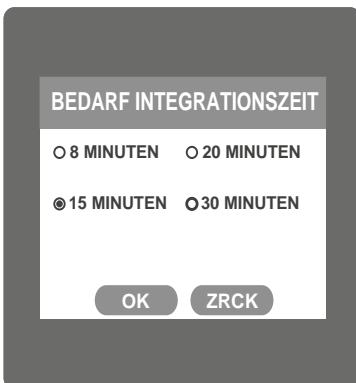 BEDARF INTEGRATIONSZEIT
8 MINUTEN 20 MINUTEN
15 MINUTEN 30 MINUTEN
OK ZRCK